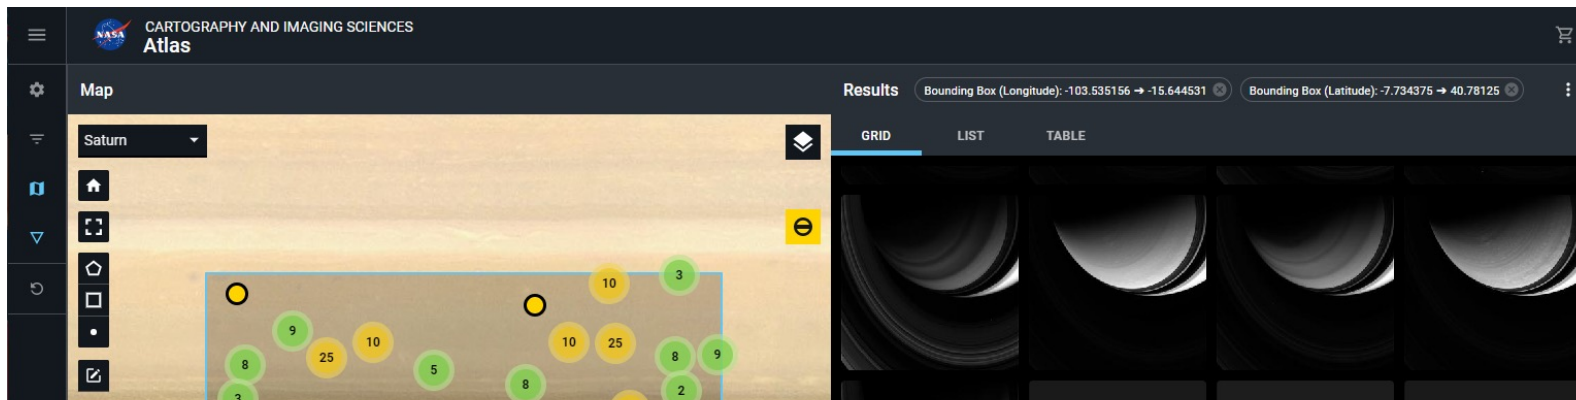 NASA
CARTOGRAPHY AND IMAGING SCIENCES
Atlas
Map
Results
Bounding Box (Longitude): -103.535156 ➔ -15.644531
Bounding Box (Latitude): -7.734375 ➔ 40.78125
Saturn
GRID LIST TABLE
10 3
9
25 10 10 25 8 9
8 5 8 2
3